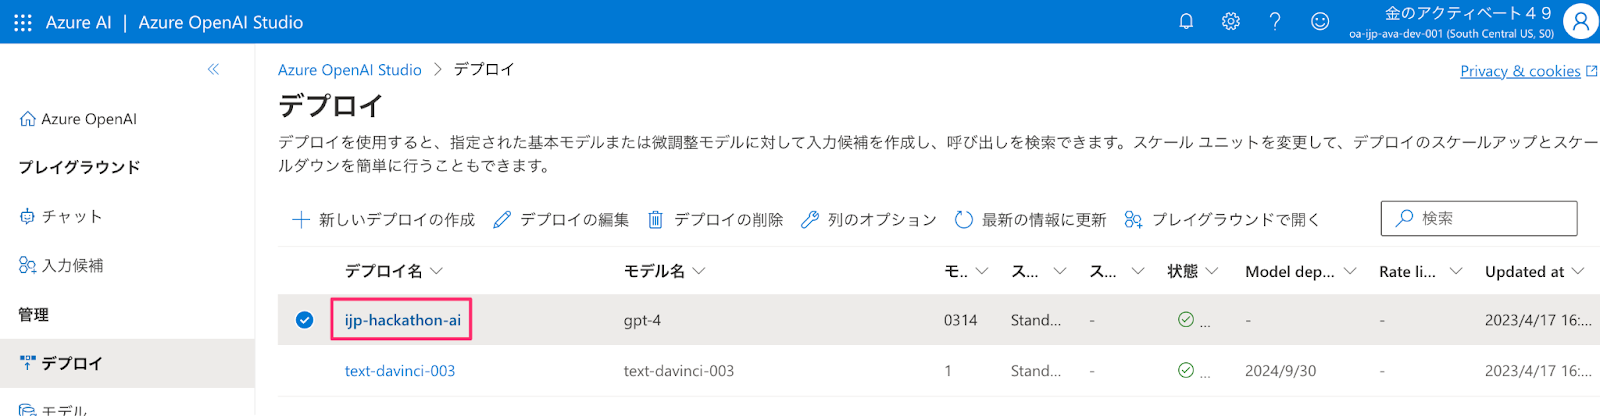 Azure AI | Azure OpenAI Studio
金のアクティベート４９
oa-ijp-ava-dev-001 (South Central US, S0)
Azure OpenAI
プレイグラウンド
チャット
入力候補
管理
デプロイ
モデル
Azure OpenAI Studio > デプロイ
Privacy & cookies
デプロイ
デプロイを使用すると、指定された基本モデルまたは微調整モデルに対して入力候補を作成し、呼び出しを検索できます。スケール ユニットを変更して、デプロイのスケールアップとスケー
ルダウンを簡単に行うこともできます。
新しいデプロイの作成 デプロイの編集 デプロイの削除 列のオプション 最新の情報に更新 プレイグラウンドで開く 検索
デプロイ名 モデル名 モ.. ス... ス... 状態 Model dep... Rate li... Updated at
ijp-hackathon-ai gpt-4 0314 Stand... - ... - - 2023/4/17 16:...
text-davinci-003 text-davinci-003 1 Stand... - ... 2024/9/30 - 2023/4/17 16:...